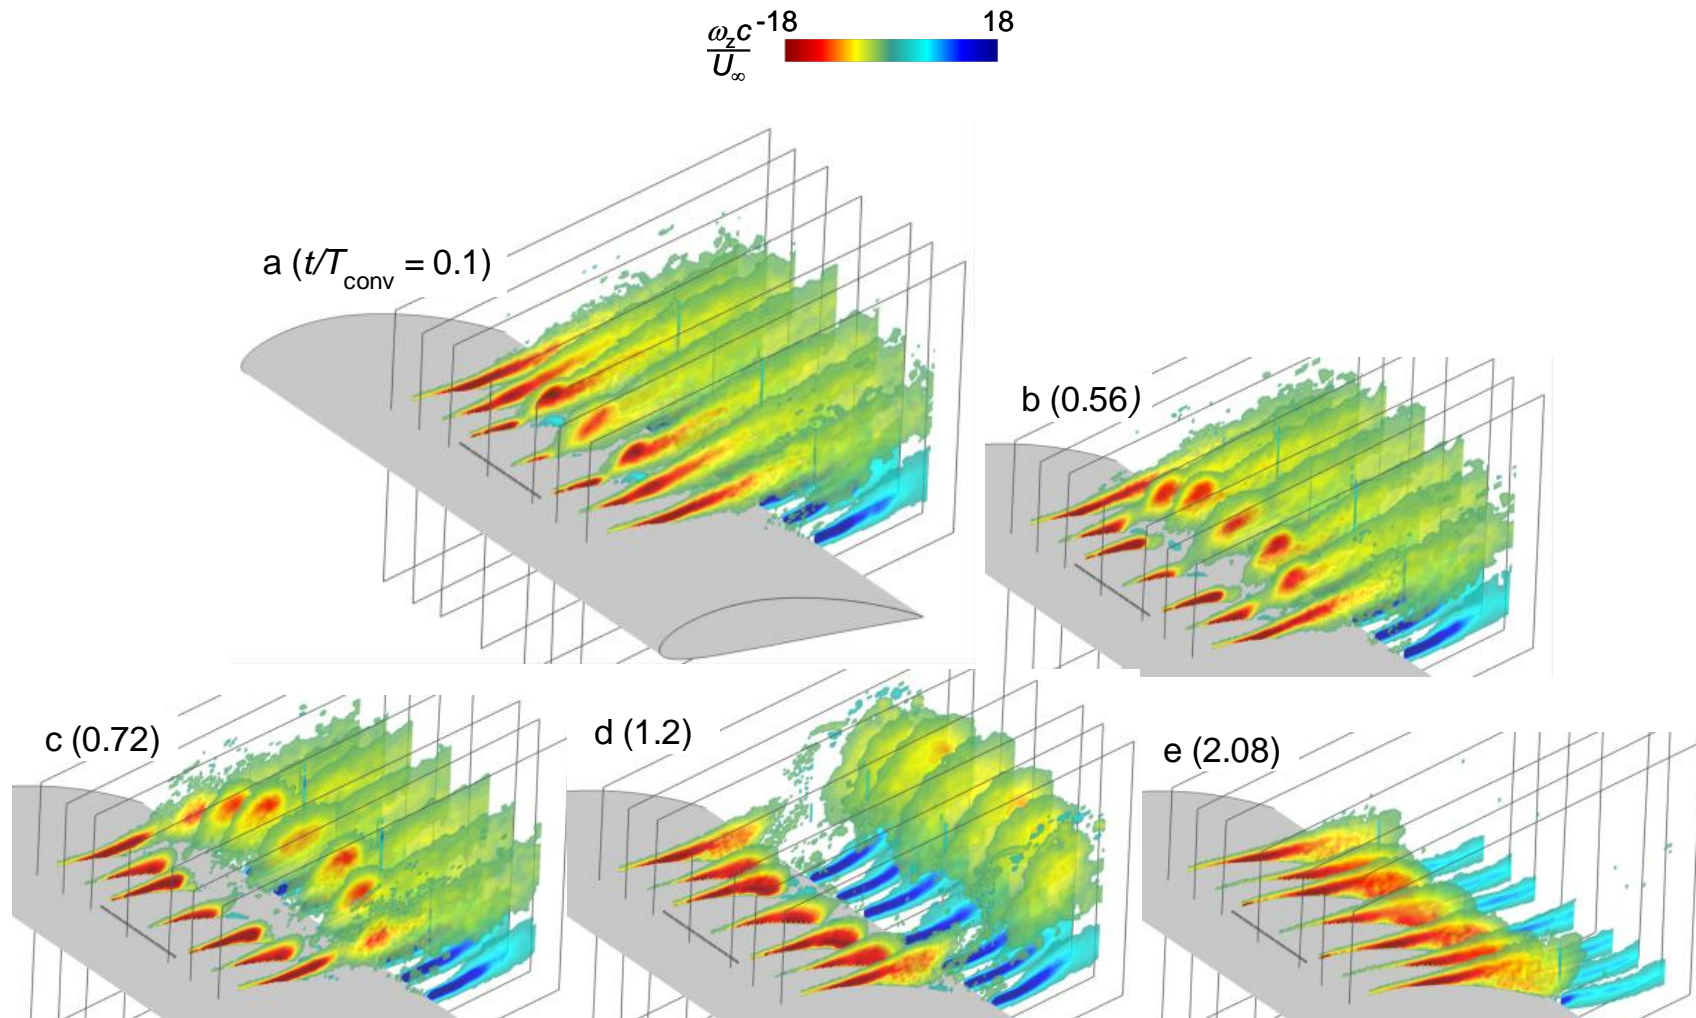 ω_z c
U_∞
-18
18
a (t/T_conv = 0.1)
b (0.56)
c (0.72)
d (1.2)
e (2.08)